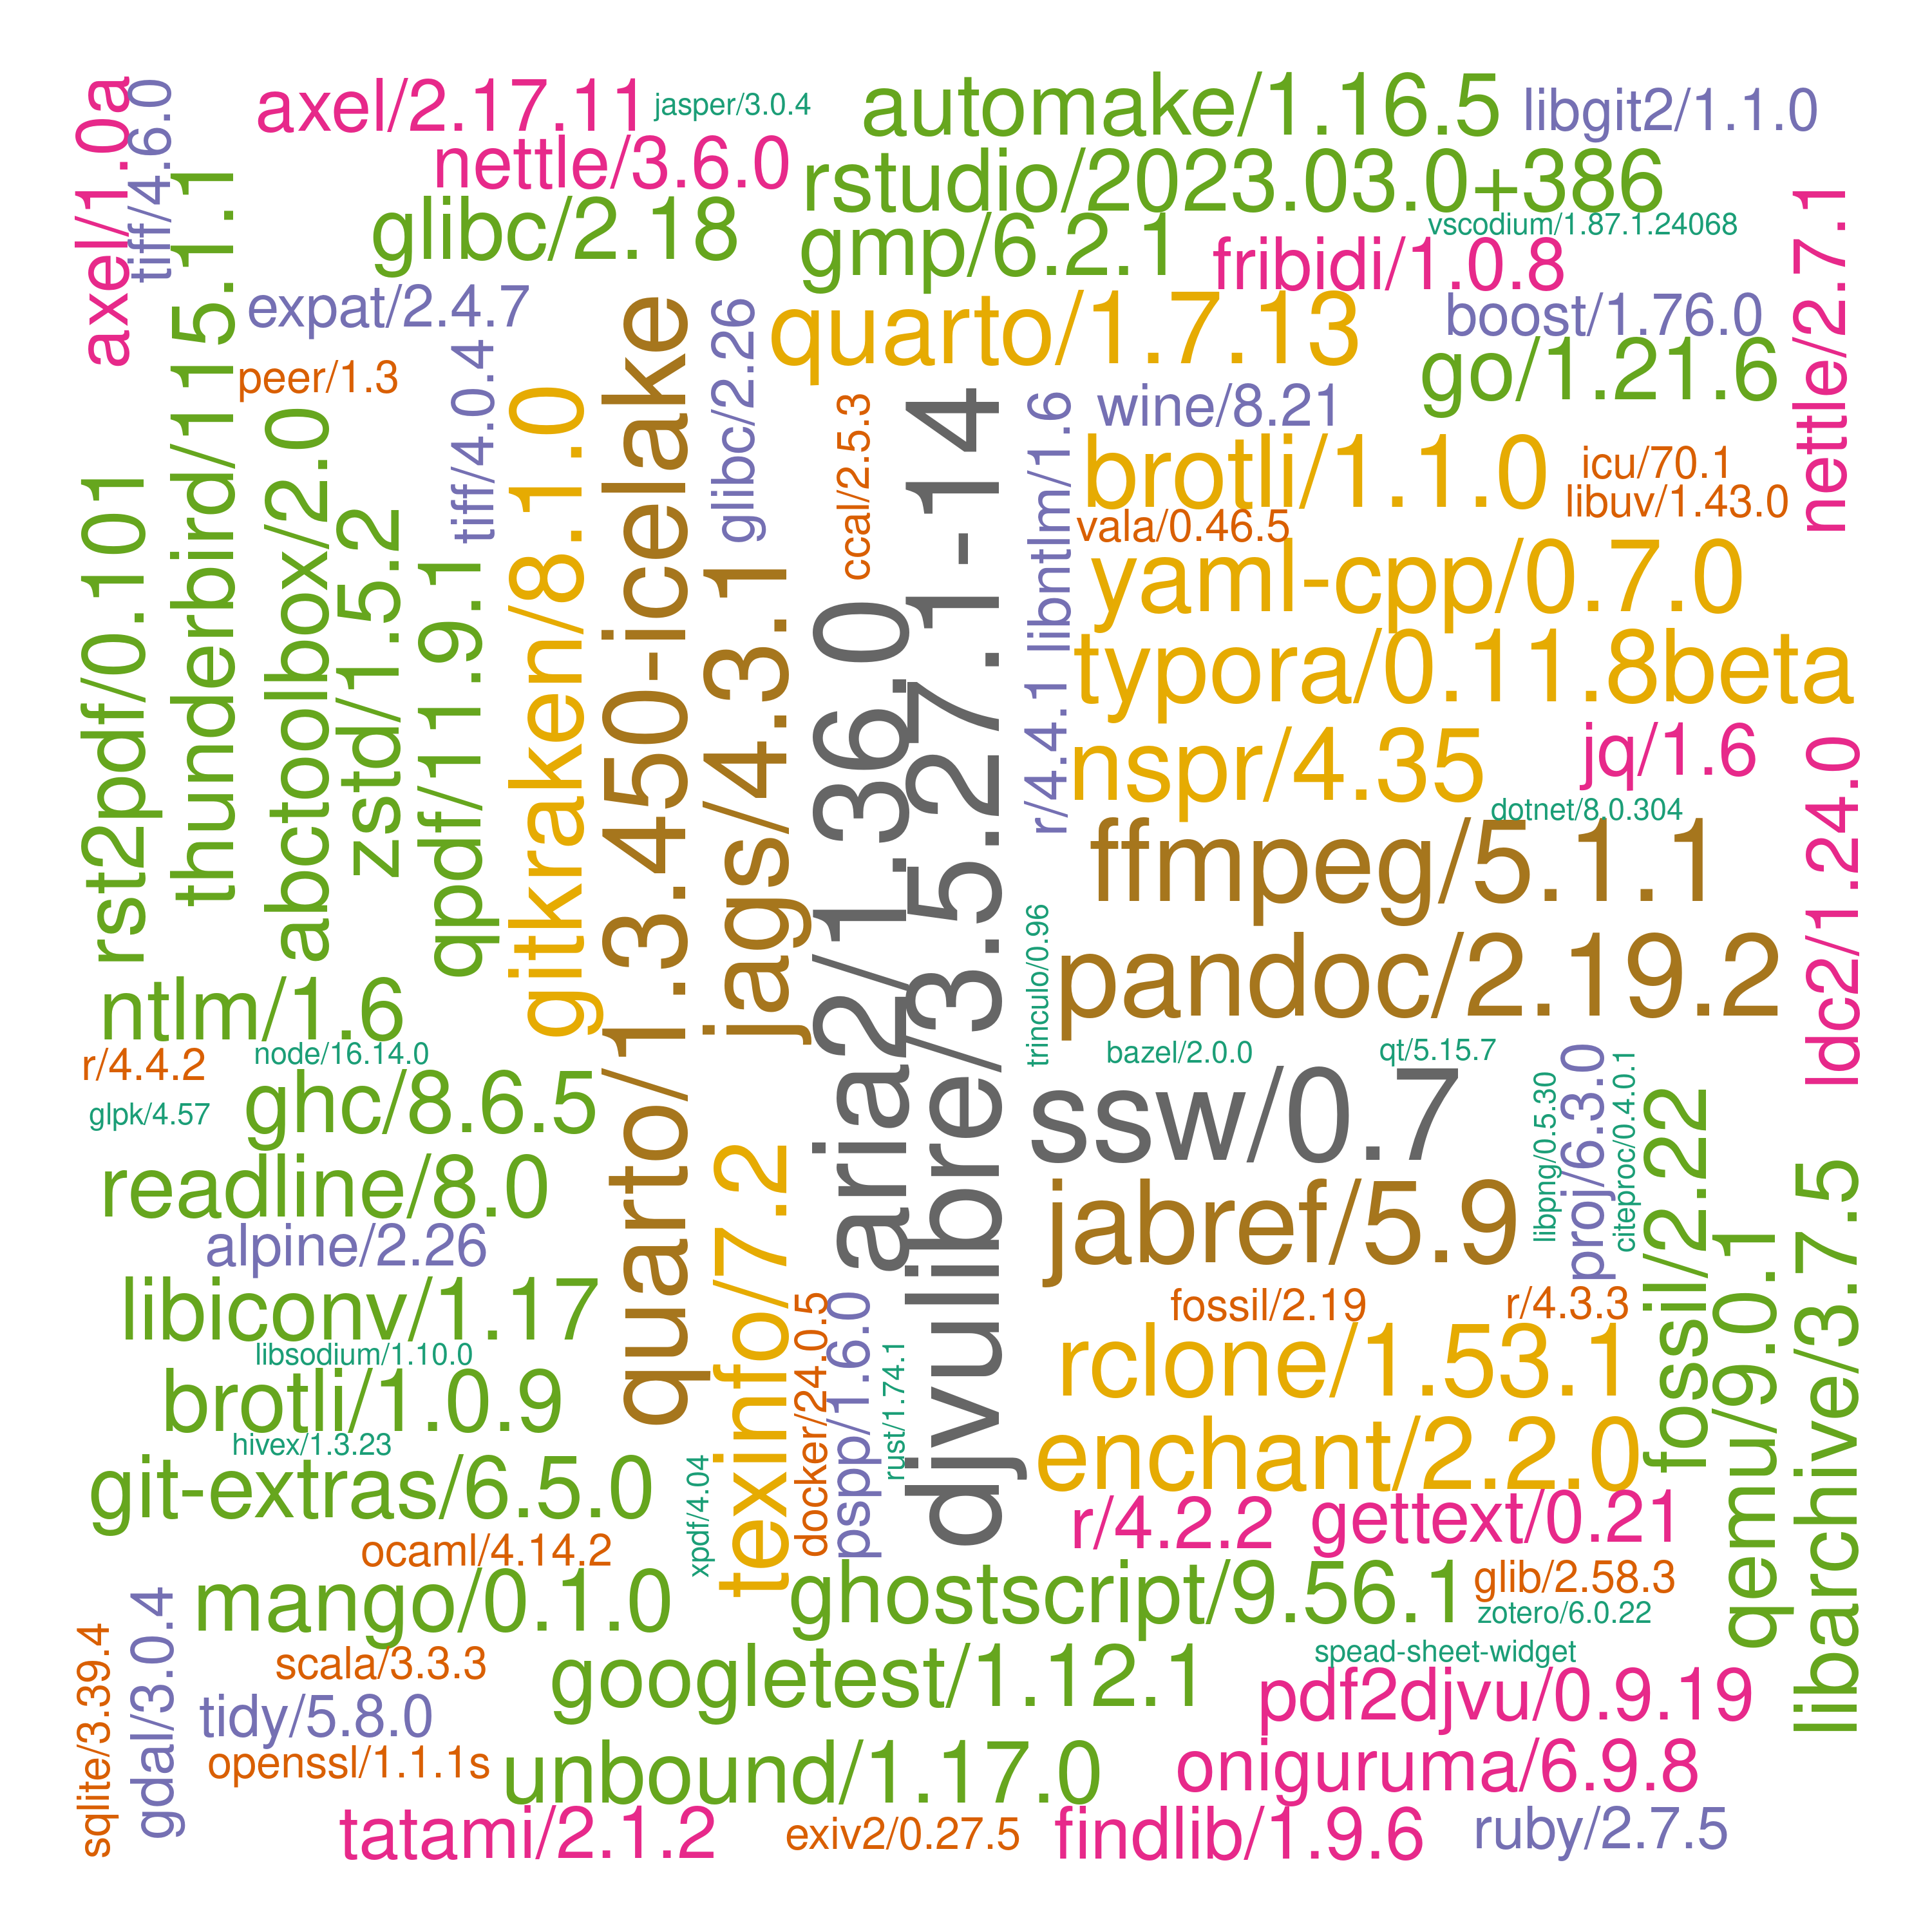 axel/1.0a
tiff/4.6.0
axel/2.17.11
jasper/3.0.4
automake/1.16.5
libgit2/1.1.0
nettle/3.6.0
rstudio/2023.03.0+386
thunderbird/115.1.1
glibc/2.18
gmp/6.2.1
vscodium/1.87.1.24068
fribidi/1.0.8
nettle/2.7.1
expat/2.4.7
quarto/1.3.450-icelake
glibc/2.26
quarto/1.7.13
boost/1.76.0
go/1.21.6
peer/1.3
tiff/4.0.4
gitkraken/8.1.0
ccal/2.5.3
djvulibre/3.5.27.1-14
libntlm/1.6
wine/8.21
abctoolbox/2.0
brotli/1.1.0
icu/70.1
libuv/1.43.0
rst2pdf/0.101
zstd/1.5.2
vala/0.46.5
qpdf/11.9.1
jags/4.3.1
yaml-cpp/0.7.0
aria2/1.36.0
typora/0.11.8beta
r/4.4.1
nspr/4.35
jq/1.6
ldc2/1.24.0
dotnet/8.0.304
ffmpeg/5.1.1
trinculo/0.96
pandoc/2.19.2
ntlm/1.6
r/4.4.2
node/16.14.0
bazel/2.0.0
qt/5.15.7
ghc/8.6.5
glpk/4.57
ssw/0.7
libpng/0.5.30
proj/6.3.0
citeproc/0.4.0.1
fossil/2.22
readline/8.0
texinfo/7.2
jabref/5.9
libarchive/3.7.5
alpine/2.26
qemu/9.0.1
libiconv/1.17
docker/24.0.5
pspp/1.6.0
fossil/2.19
r/4.3.3
libsodium/1.10.0
rust/1.74.1
rclone/1.53.1
brotli/1.0.9
hivex/1.3.23
enchant/2.2.0
git-extras/6.5.0
xpdf/4.04
r/4.2.2
gettext/0.21
ocaml/4.14.2
mango/0.1.0
ghostscript/9.56.1
glib/2.58.3
zotero/6.0.22
sqlite/3.39.4
gdal/3.0.4
scala/3.3.3
googletest/1.12.1
spead-sheet-widget
pdf2djvu/0.9.19
tidy/5.8.0
openssl/1.1.1s
unbound/1.17.0
oniguruma/6.9.8
tatami/2.1.2
exiv2/0.27.5
findlib/1.9.6
ruby/2.7.5